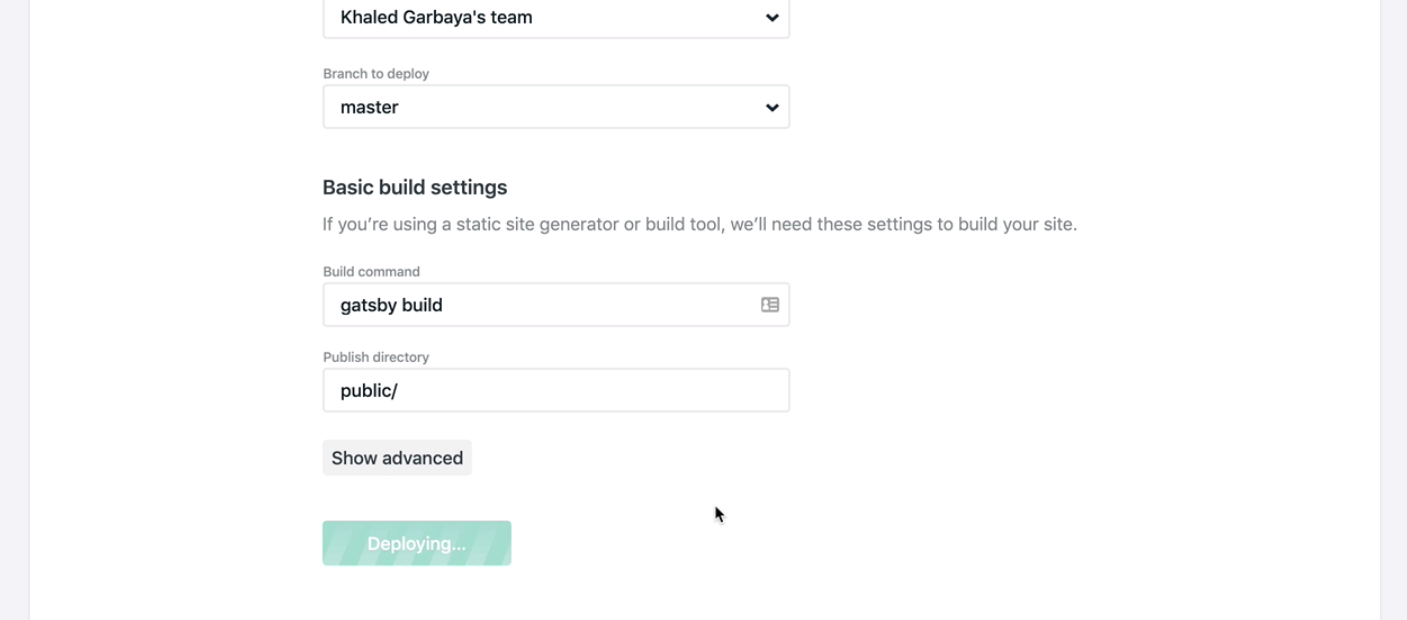 Khaled Garbaya's team
Branch to deploy
master
Basic build settings
If you’re using a static site generator or build tool, we’ll need these settings to build your site.
Build command
gatsby build
Publish directory
public/
Show advanced
Deploying...